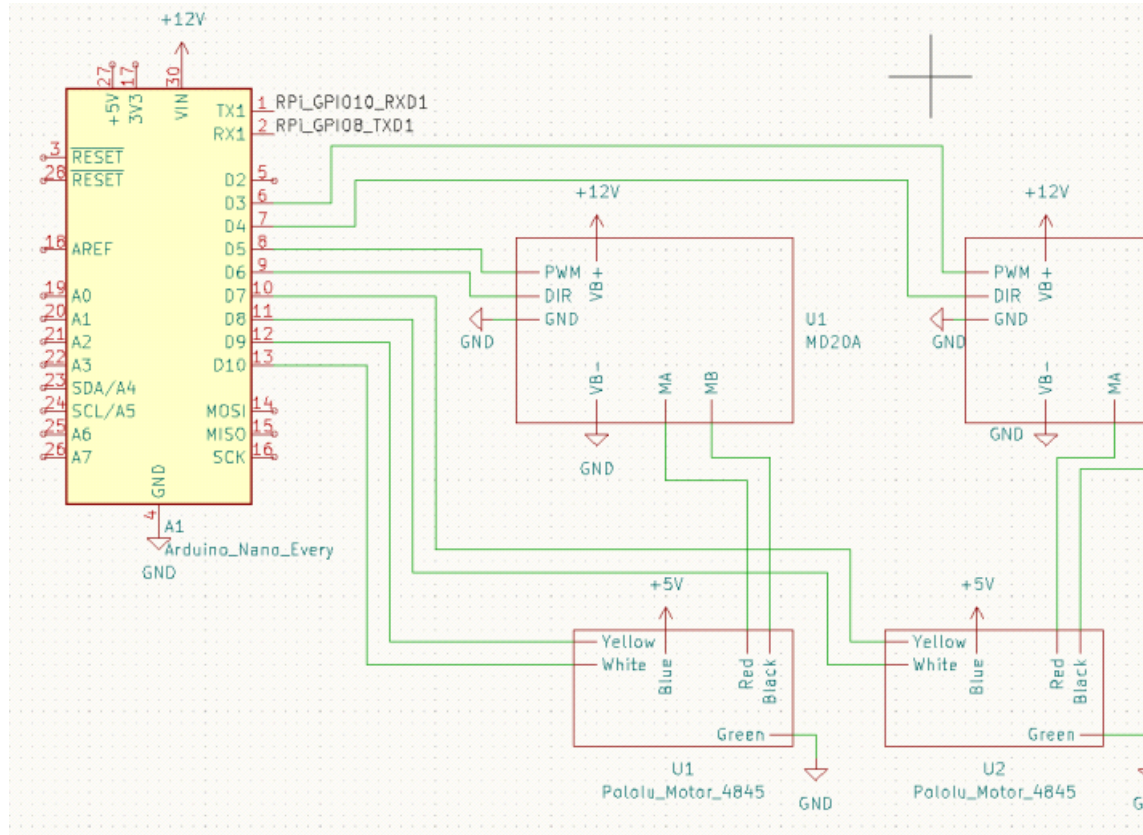 +12V
27
17
30
+5V
3V3
VIN
TX1
1
RPi_GPIO10_RXD1
RX1
2
RPi_GPIO8_TXD1
3
RESET
28
RESET
D2
5
D3
6
D4
7
18
AREF
D5
8
D6
9
19
A0
D7
10
20
A1
D8
11
21
A2
D9
12
22
A3
D10
13
23
SDA/A4
24
SCL/A5
MOSI
14
25
A6
MISO
15
26
A7
SCK
16
GND
4
A1
Arduino_Nano_Every
GND
+12V
PWM
DIR
GND
VB+
GND
VB-
MA
MB
U1
MD20A
GND
+12V
PWM
DIR
GND
VB+
GND
VB-
MA
GND
+5V
Yellow
White
Blue
Red
Black
Green
U1
Pololu_Motor_4845
GND
+5V
Yellow
White
Blue
Red
Black
Green
U2
Pololu_Motor_4845
G